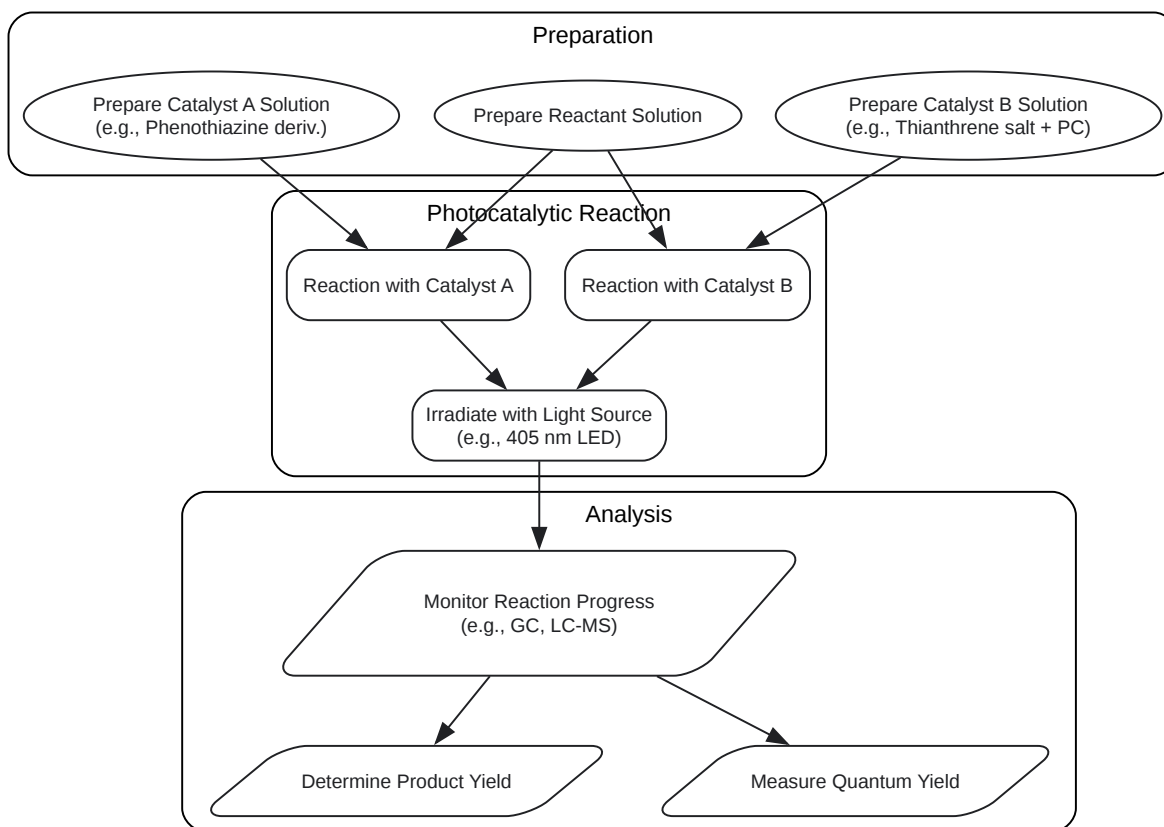 Preparation
Prepare Catalyst A Solution
(e.g., Phenothiazine deriv.)
Prepare Reactant Solution
Prepare Catalyst B Solution
(e.g., Thianthrene salt + PC)
Photocatalytic Reaction
Reaction with Catalyst A
Reaction with Catalyst B
Irradiate with Light Source
(e.g., 405 nm LED)
Analysis
Monitor Reaction Progress
(e.g., GC, LC-MS)
Determine Product Yield
Measure Quantum Yield